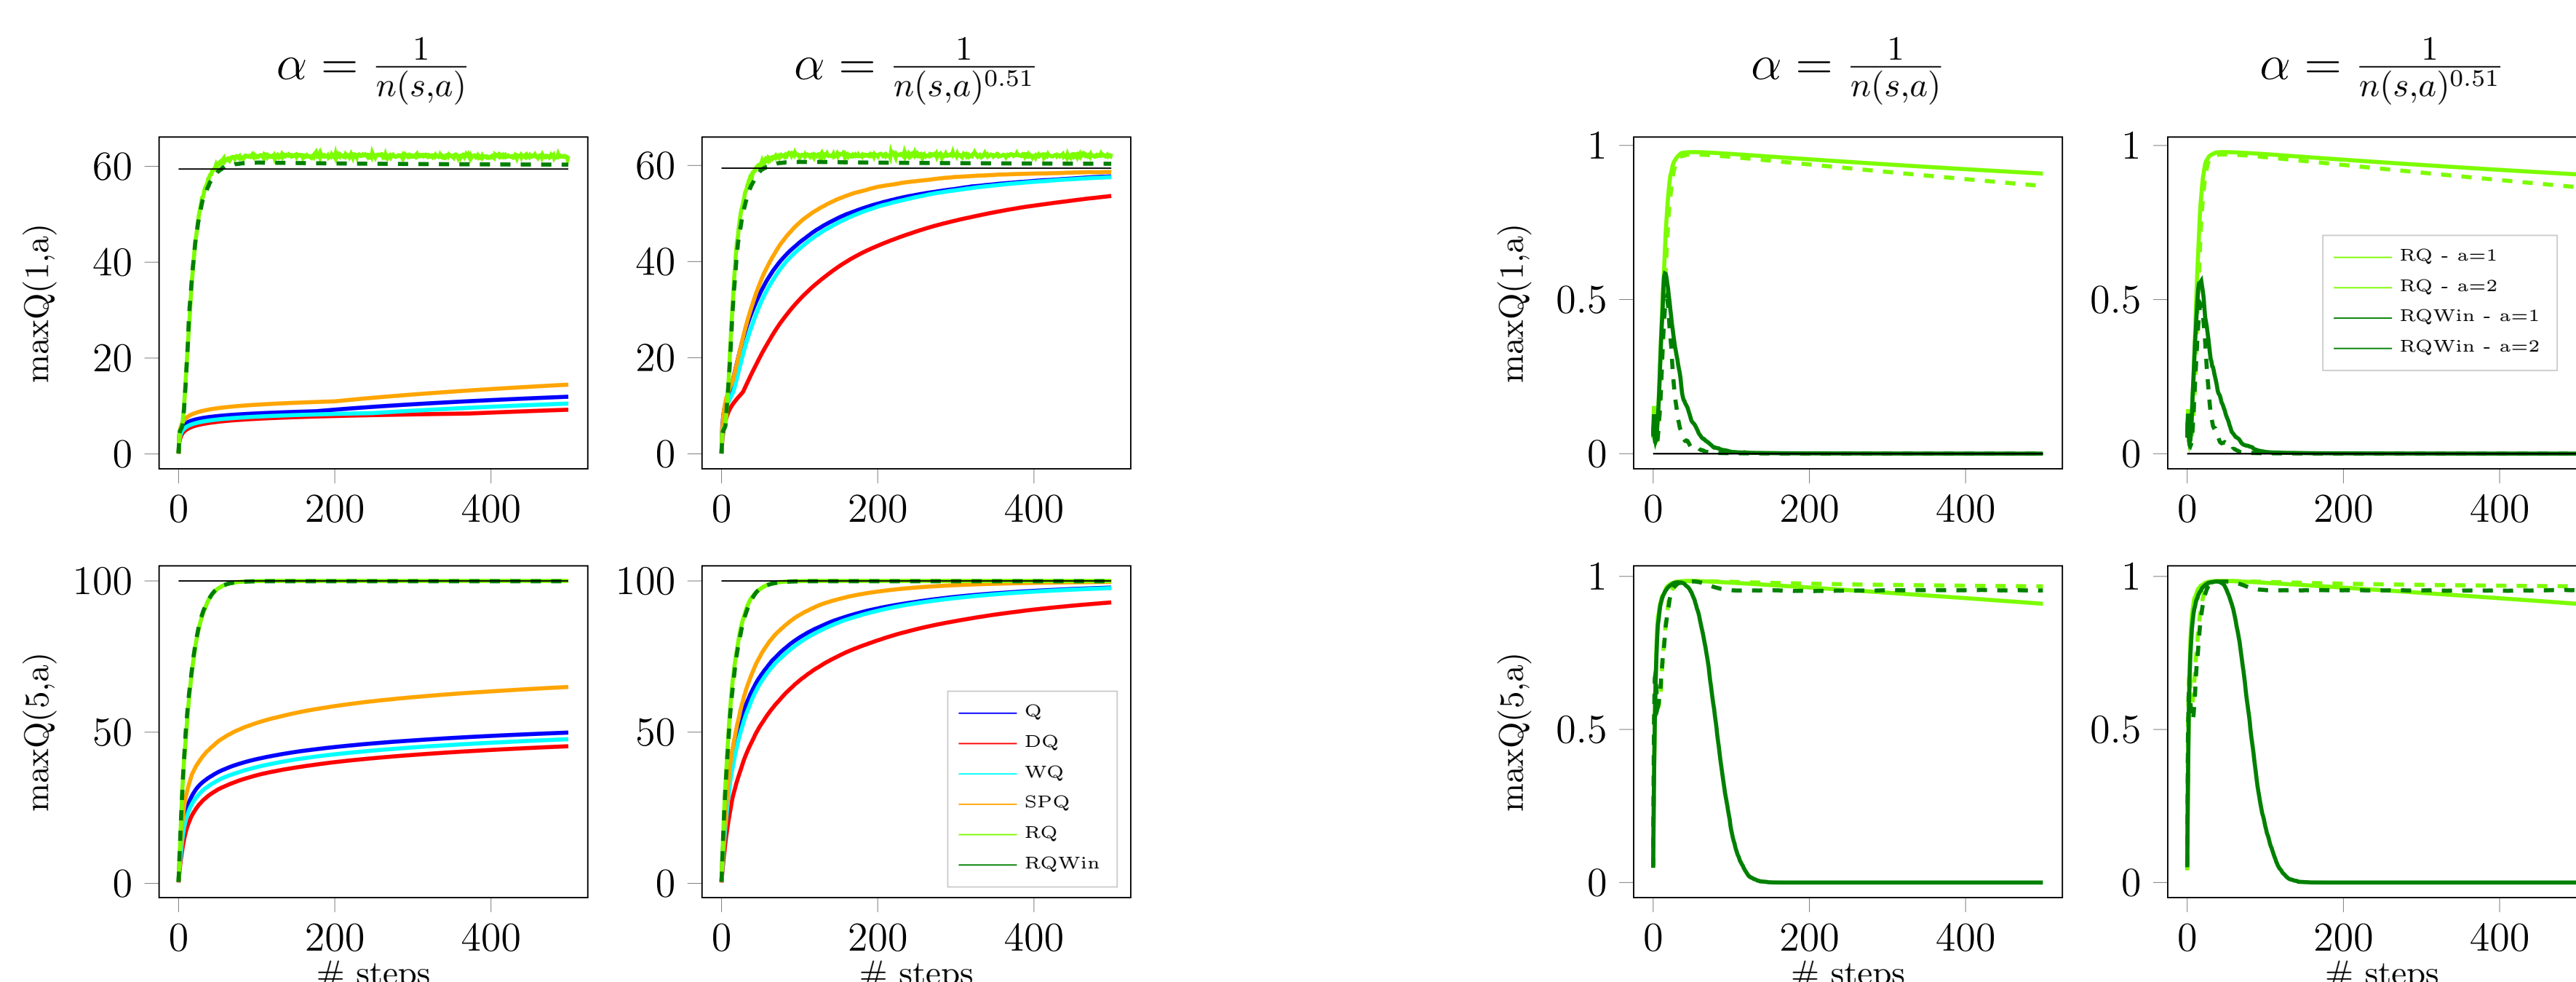 α = 1/n(s,a)
α = 1/n(s,a)^0.51
α = 1/n(s,a)
α = 1/n(s,a)^0.51
maxQ(1,a)
60
40
20
0
0 200 400
60
40
20
0
0 200 400
maxQ(1,a)
1
0.5
0
0 200 400
1
0.5
0
0 200 400
RQ - a=1
RQ - a=2
RQWin - a=1
RQWin - a=2
maxQ(5,a)
100
50
0
0 200 400
# steps
100
50
0
0 200 400
# steps
Q
DQ
WQ
SPQ
RQ
RQWin
maxQ(5,a)
1
0.5
0
0 200 400
# steps
1
0.5
0
0 200 400
# steps